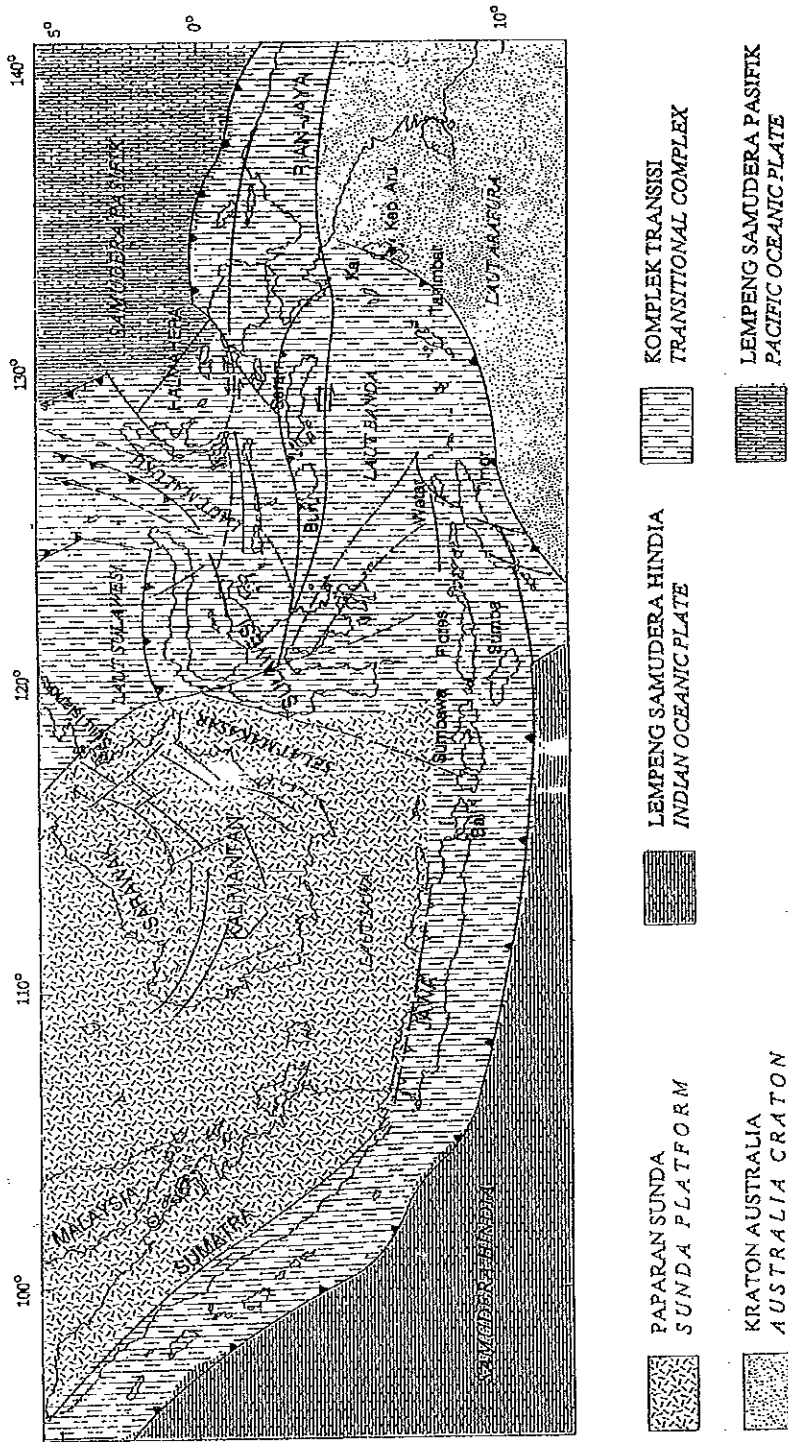 100°
110°
120°
130°
140°
5°
0°
10°
MALAYSIA
SUMATRA
SARAWAK
KALIMANTAN
LAUT JAWA
JAWA
Bali
SELAT MAKASAR
LAUT SULAWESI
Sumbawa
Flores
Sumba
Wetar
Timor
LAUT BANDA
HALMAHERA
SAMUDERA PASIFIK
IRIAN JAYA
Kai
Kep. Aru
Tanimbar
LAUT ARAFURA
SAMUDERA HINDIA
PAPARAN SUNDA
SUNDA PLATFORM
LEMPENG SAMUDERA HINDIA
INDIAN OCEANIC PLATE
KOMPLEK TRANSISI
TRANSITIONAL COMPLEX
KRATON AUSTRALIA
AUSTRALIA CRATON
LEMPENG SAMUDERA PASIFIK
PACIFIC OCEANIC PLATE